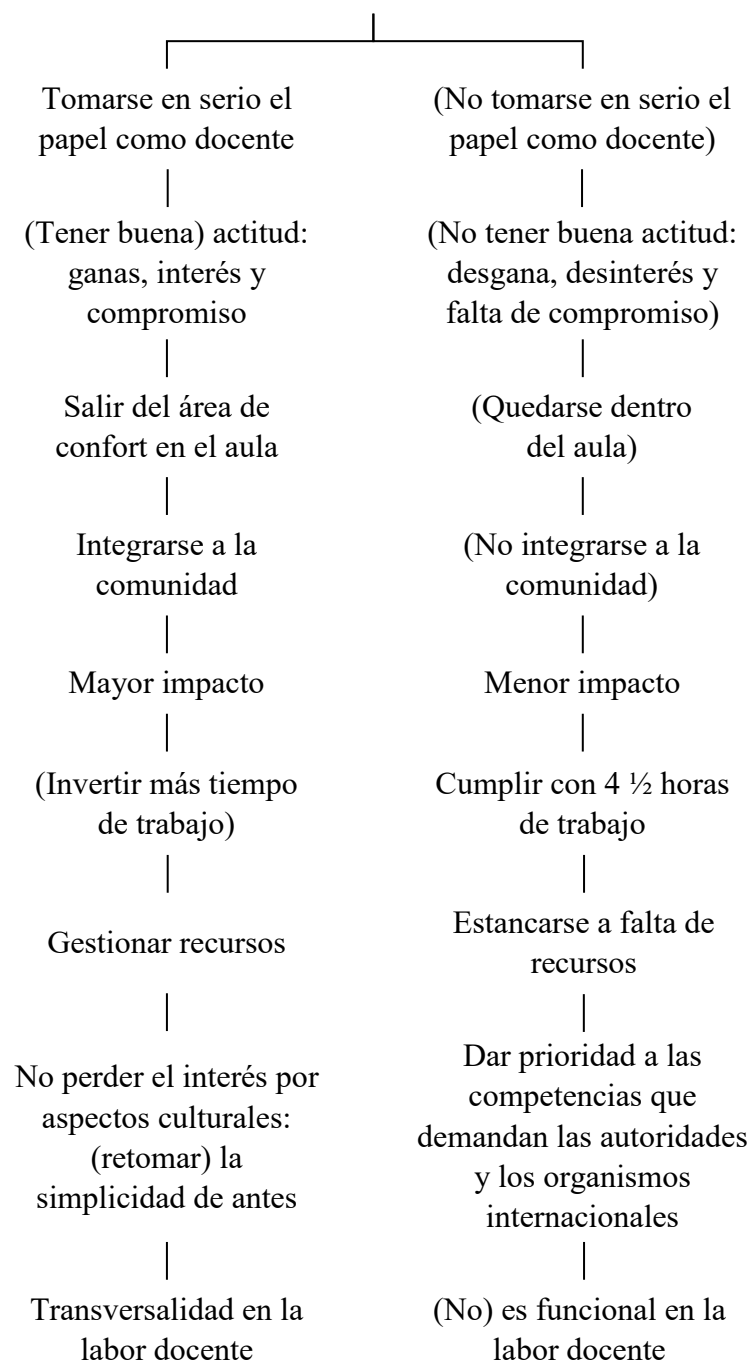 Tomarse en serio el
papel como docente
(No tomarse en serio el
papel como docente)
(Tener buena) actitud:
ganas, interés y
compromiso
(No tener buena actitud:
desgana, desinterés y
falta de compromiso)
Salir del área de
confort en el aula
(Quedarse dentro
del aula)
Integrarse a la
comunidad
(No integrarse a la
comunidad)
Mayor impacto
Menor impacto
(Invertir más tiempo
de trabajo)
Cumplir con 4 ½ horas
de trabajo
Gestionar recursos
Estancarse a falta de
recursos
No perder el interés por
aspectos culturales:
(retomar) la
simplicidad de antes
Dar prioridad a las
competencias que
demandan las autoridades
y los organismos
internacionales
Transversalidad en la
labor docente
(No) es funcional en la
labor docente